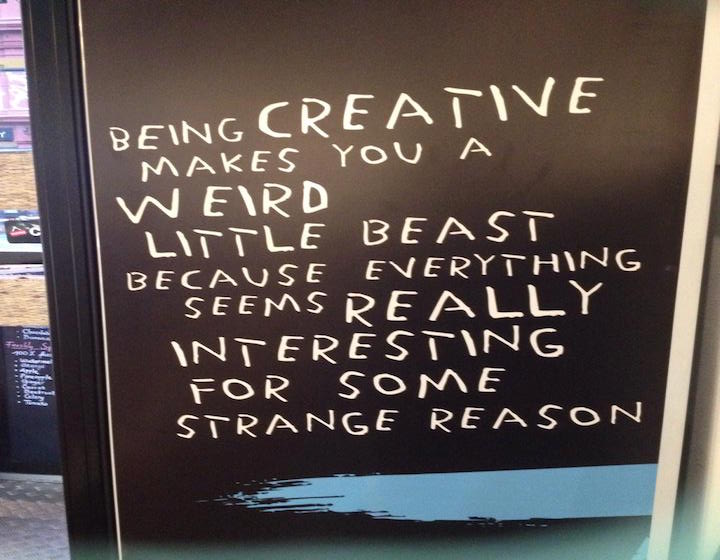 BEING CREATIVE
MAKES YOU A
WEIRD
LITTLE BEAST
BECAUSE EVERYTHING
SEEMS REALLY
INTERESTING
FOR SOME
STRANGE REASON